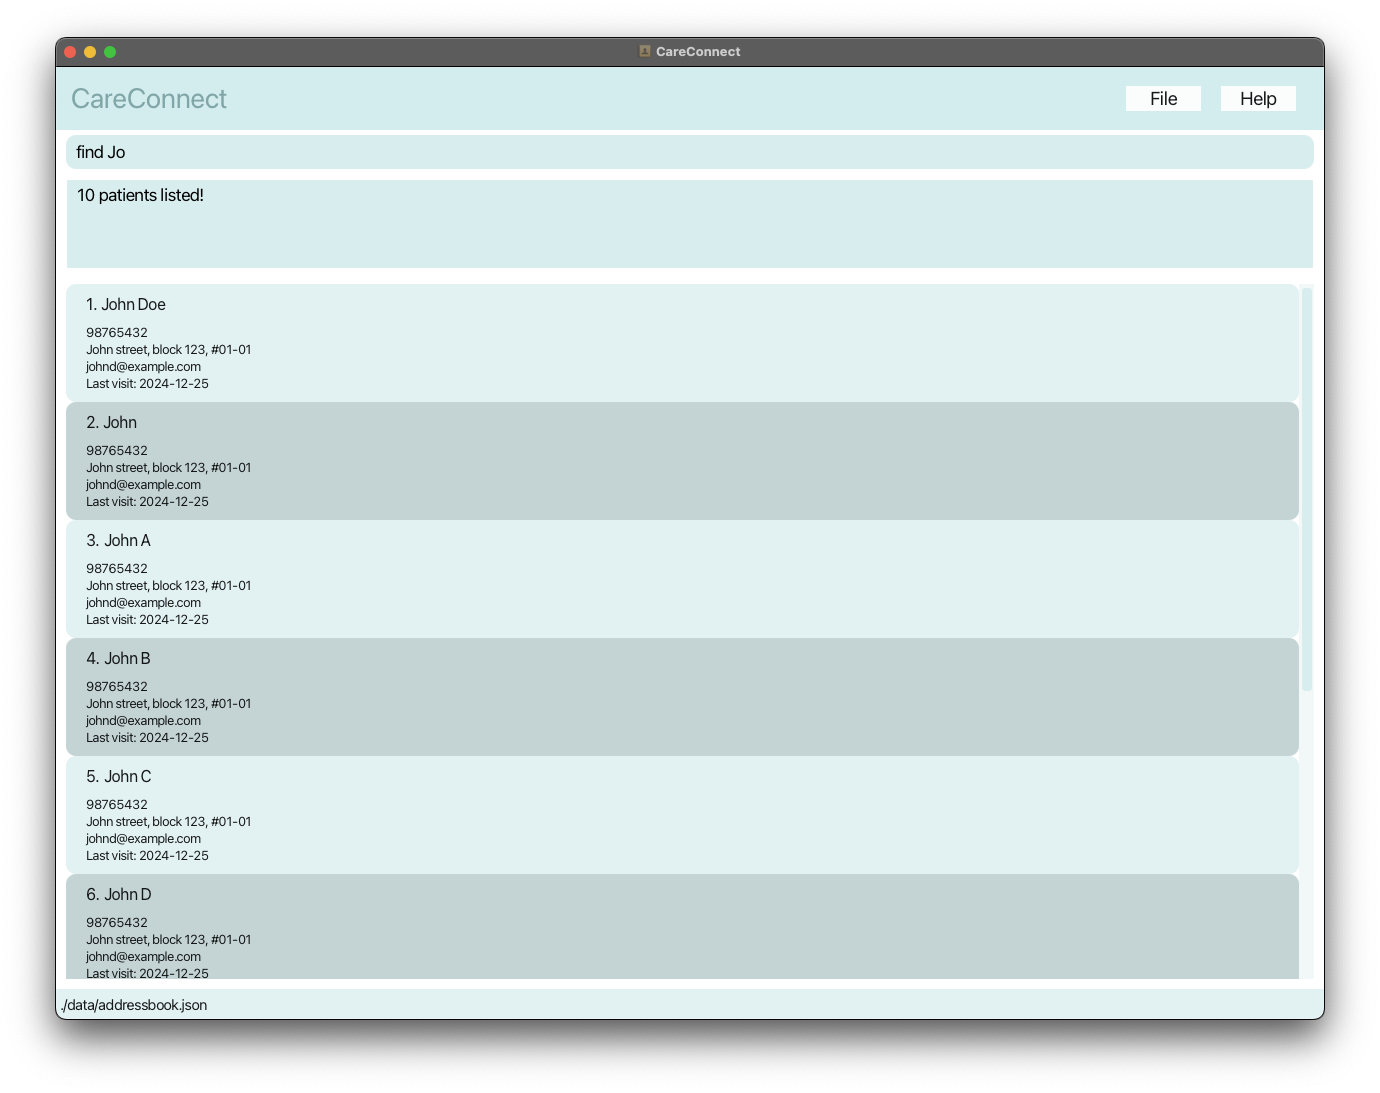 CareConnect
CareConnect
File
Help
find Jo
10 patients listed!
1. John Doe
98765432
John street, block 123, #01-01
johnd@example.com
Last visit: 2024-12-25
2. John
98765432
John street, block 123, #01-01
johnd@example.com
Last visit: 2024-12-25
3. John A
98765432
John street, block 123, #01-01
johnd@example.com
Last visit: 2024-12-25
4. John B
98765432
John street, block 123, #01-01
johnd@example.com
Last visit: 2024-12-25
5. John C
98765432
John street, block 123, #01-01
johnd@example.com
Last visit: 2024-12-25
6. John D
98765432
John street, block 123, #01-01
johnd@example.com
Last visit: 2024-12-25
./data/addressbook.json